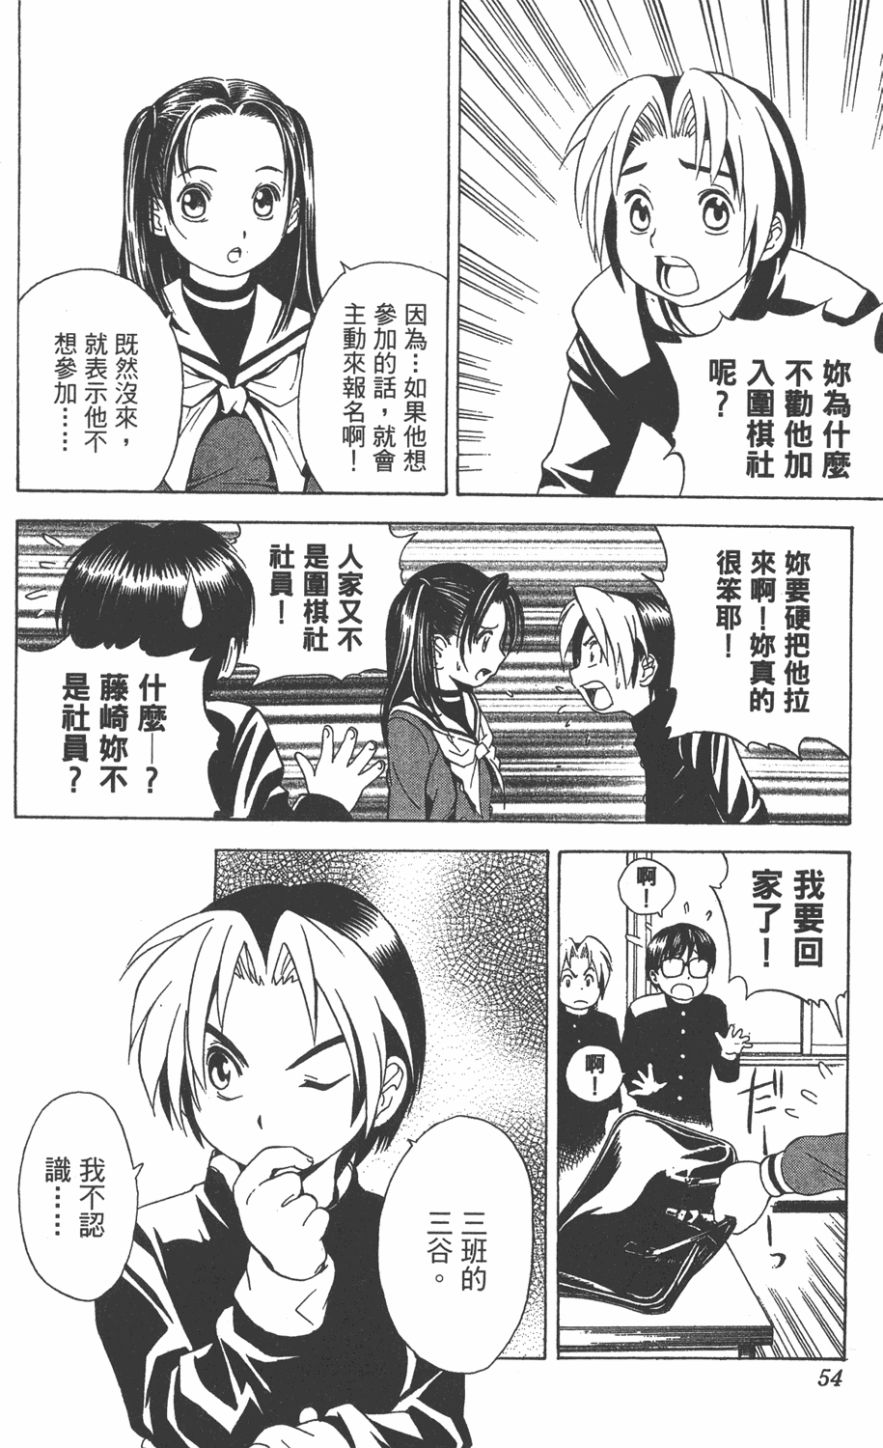 妳為什麼
不勸他加
入圍棋社
呢？
因為…如果他想
參加的話，就會
主動來報名啊！
既然沒來，
就表示他不
想參加……
妳要硬把他拉
來啊！妳真的
很笨耶！
人家又不
是圍棋社
社員！
什麼—？
藤崎妳不
是社員？
我要回
家了！
啊！
啊！
だっ
三班的
三谷。
我不認
識……
54